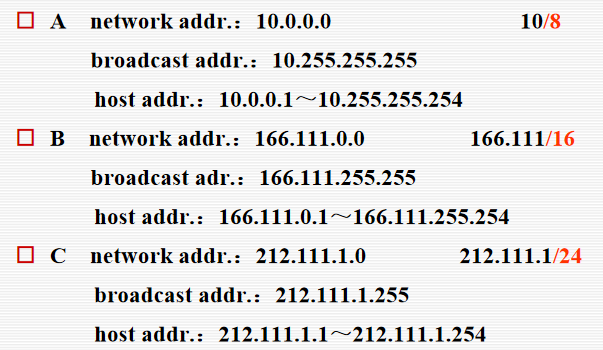 A network addr.：10.0.0.0 10/8
broadcast addr.：10.255.255.255
host addr.：10.0.0.1～10.255.255.254
B network addr.：166.111.0.0 166.111/16
broadcast adr.：166.111.255.255
host addr.：166.111.0.1～166.111.255.254
C network addr.：212.111.1.0 212.111.1/24
broadcast addr.：212.111.1.255
host addr.：212.111.1.1～212.111.1.254